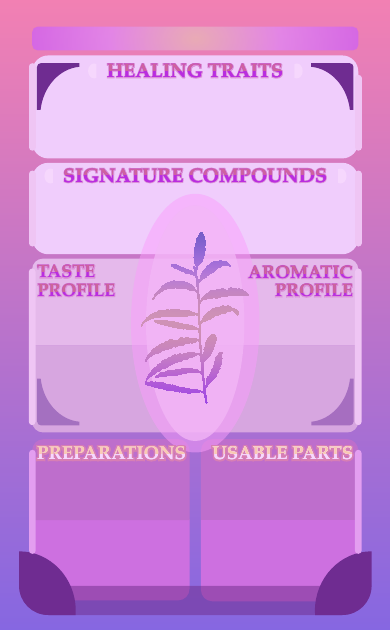 HEALING TRAITS
SIGNATURE COMPOUNDS
TASTE
PROFILE
AROMATIC
PROFILE
PREPARATIONS
USABLE PARTS